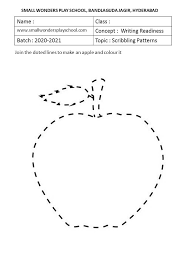 SMALL WONDERS PLAY SCHOOL, BANDLAGUDA JAGIR, HYDERABAD
Name : Class :
www.smallwondersplayschool.com Concept : Writing Readiness
Batch : 2020-2021 Topic : Scribbling Patterns
Join the doted lines to make an apple and colour it